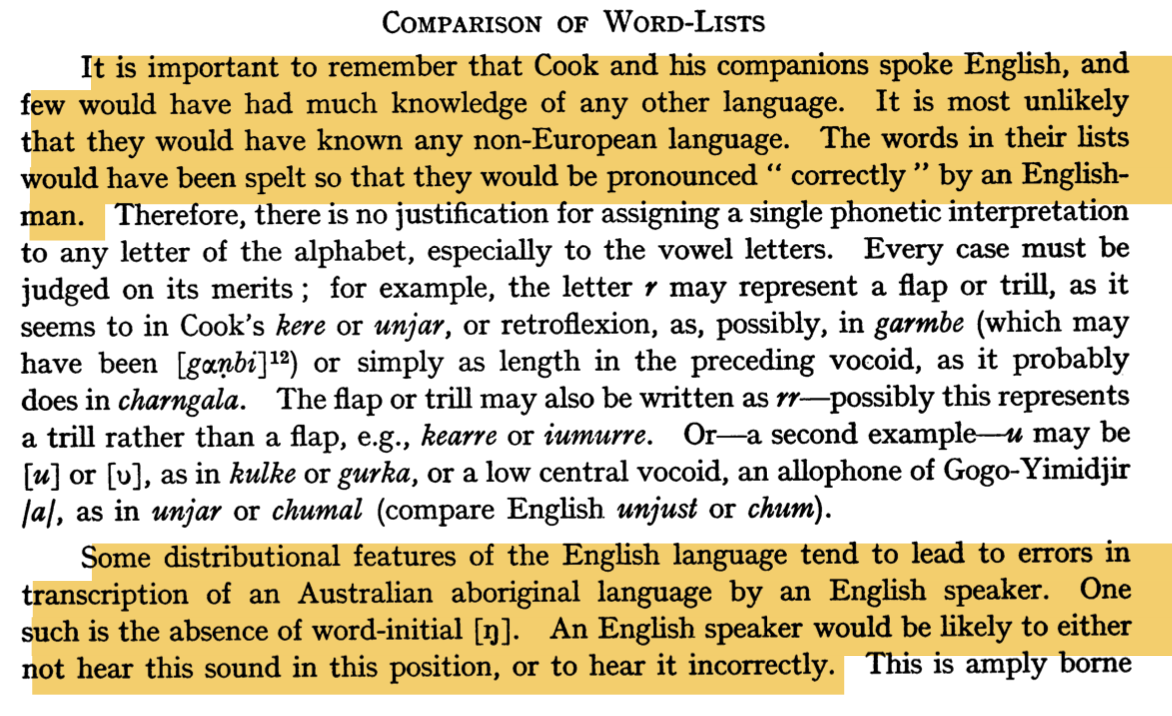 COMPARISON OF WORD-LISTS
It is important to remember that Cook and his companions spoke English, and
few would have had much knowledge of any other language. It is most unlikely
that they would have known any non-European language. The words in their lists
would have been spelt so that they would be pronounced “ correctly ” by an English-
man. Therefore, there is no justification for assigning a single phonetic interpretation
to any letter of the alphabet, especially to the vowel letters. Every case must be
judged on its merits ; for example, the letter r may represent a flap or trill, as it
seems to in Cook's kere or unjar, or retroflexion, as, possibly, in garmbe (which may
have been [gɑṇbi]¹²) or simply as length in the preceding vocoid, as it probably
does in charngala. The flap or trill may also be written as rr—possibly this represents
a trill rather than a flap, e.g., kearre or iumurre. Or—a second example—u may be
[u] or [ʋ], as in kulke or gurka, or a low central vocoid, an allophone of Gogo-Yimidjir
/a/, as in unjar or chumal (compare English unjust or chum).
Some distributional features of the English language tend to lead to errors in
transcription of an Australian aboriginal language by an English speaker. One
such is the absence of word-initial [ŋ]. An English speaker would be likely to either
not hear this sound in this position, or to hear it incorrectly. This is amply borne